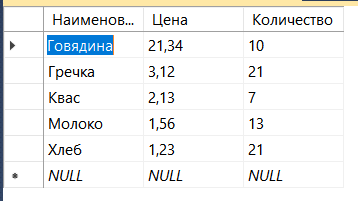 Наименов... Цена Количество
Говядина 21,34 10
Гречка 3,12 21
Квас 2,13 7
Молоко 1,56 13
Хлеб 1,23 21
NULL NULL NULL